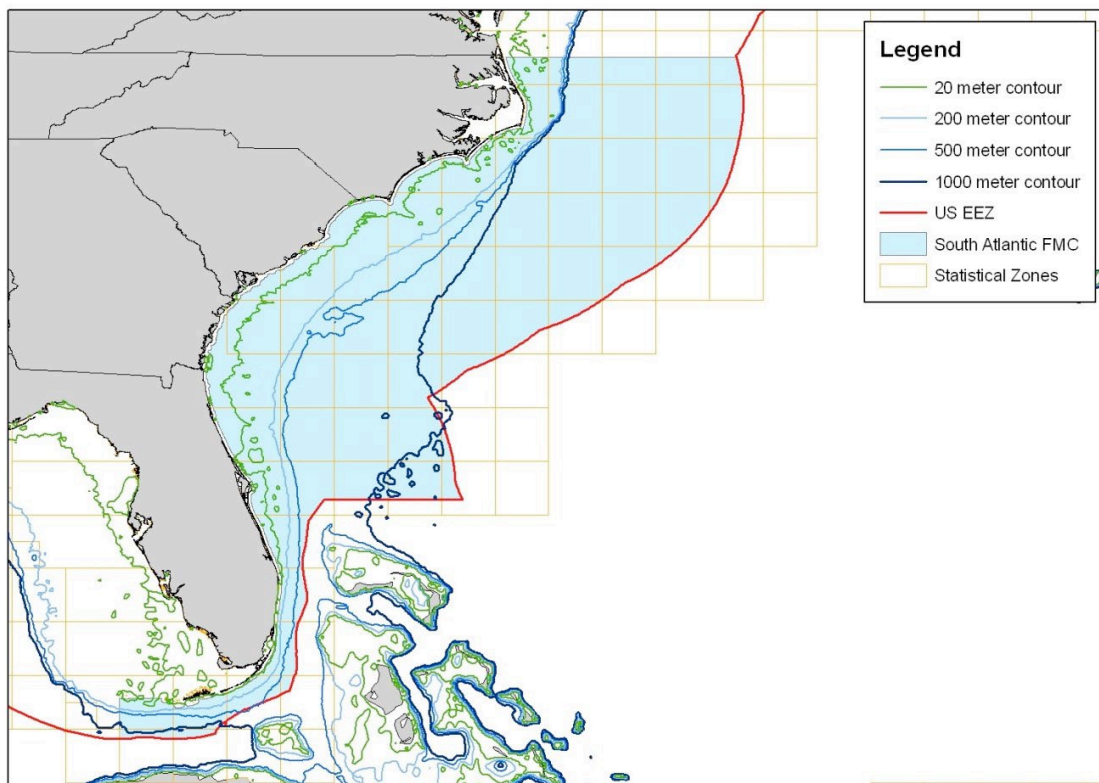 Legend
20 meter contour
200 meter contour
500 meter contour
1000 meter contour
US EEZ
South Atlantic FMC
Statistical Zones